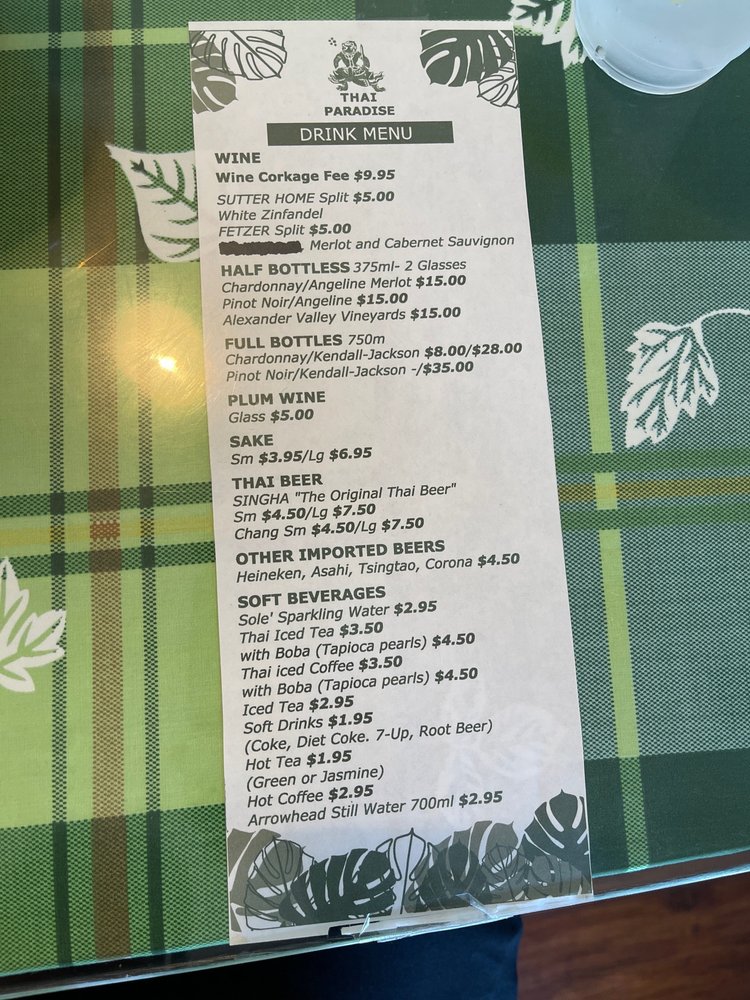 THAI
PARADISE
DRINK MENU
WINE
Wine Corkage Fee $9.95
SUTTER HOME Split $5.00
White Zinfandel
FETZER Split $5.00
, Merlot and Cabernet Sauvignon
HALF BOTTLESS 375ml- 2 Glasses
Chardonnay/Angeline Merlot $15.00
Pinot Noir/Angeline $15.00
Alexander Valley Vineyards $15.00
FULL BOTTLES 750m
Chardonnay/Kendall-Jackson $8.00/$28.00
Pinot Noir/Kendall-Jackson -/$35.00
PLUM WINE
Glass $5.00
SAKE
Sm $3.95/Lg $6.95
THAI BEER
SINGHA "The Original Thai Beer"
Sm $4.50/Lg $7.50
Chang Sm $4.50/Lg $7.50
OTHER IMPORTED BEERS
Heineken, Asahi, Tsingtao, Corona $4.50
SOFT BEVERAGES
Sole' Sparkling Water $2.95
Thai Iced Tea $3.50
with Boba (Tapioca pearls) $4.50
Thai iced Coffee $3.50
with Boba (Tapioca pearls) $4.50
Iced Tea $2.95
Soft Drinks $1.95
(Coke, Diet Coke. 7-Up, Root Beer)
Hot Tea $1.95
(Green or Jasmine)
Hot Coffee $2.95
Arrowhead Still Water 700ml $2.95